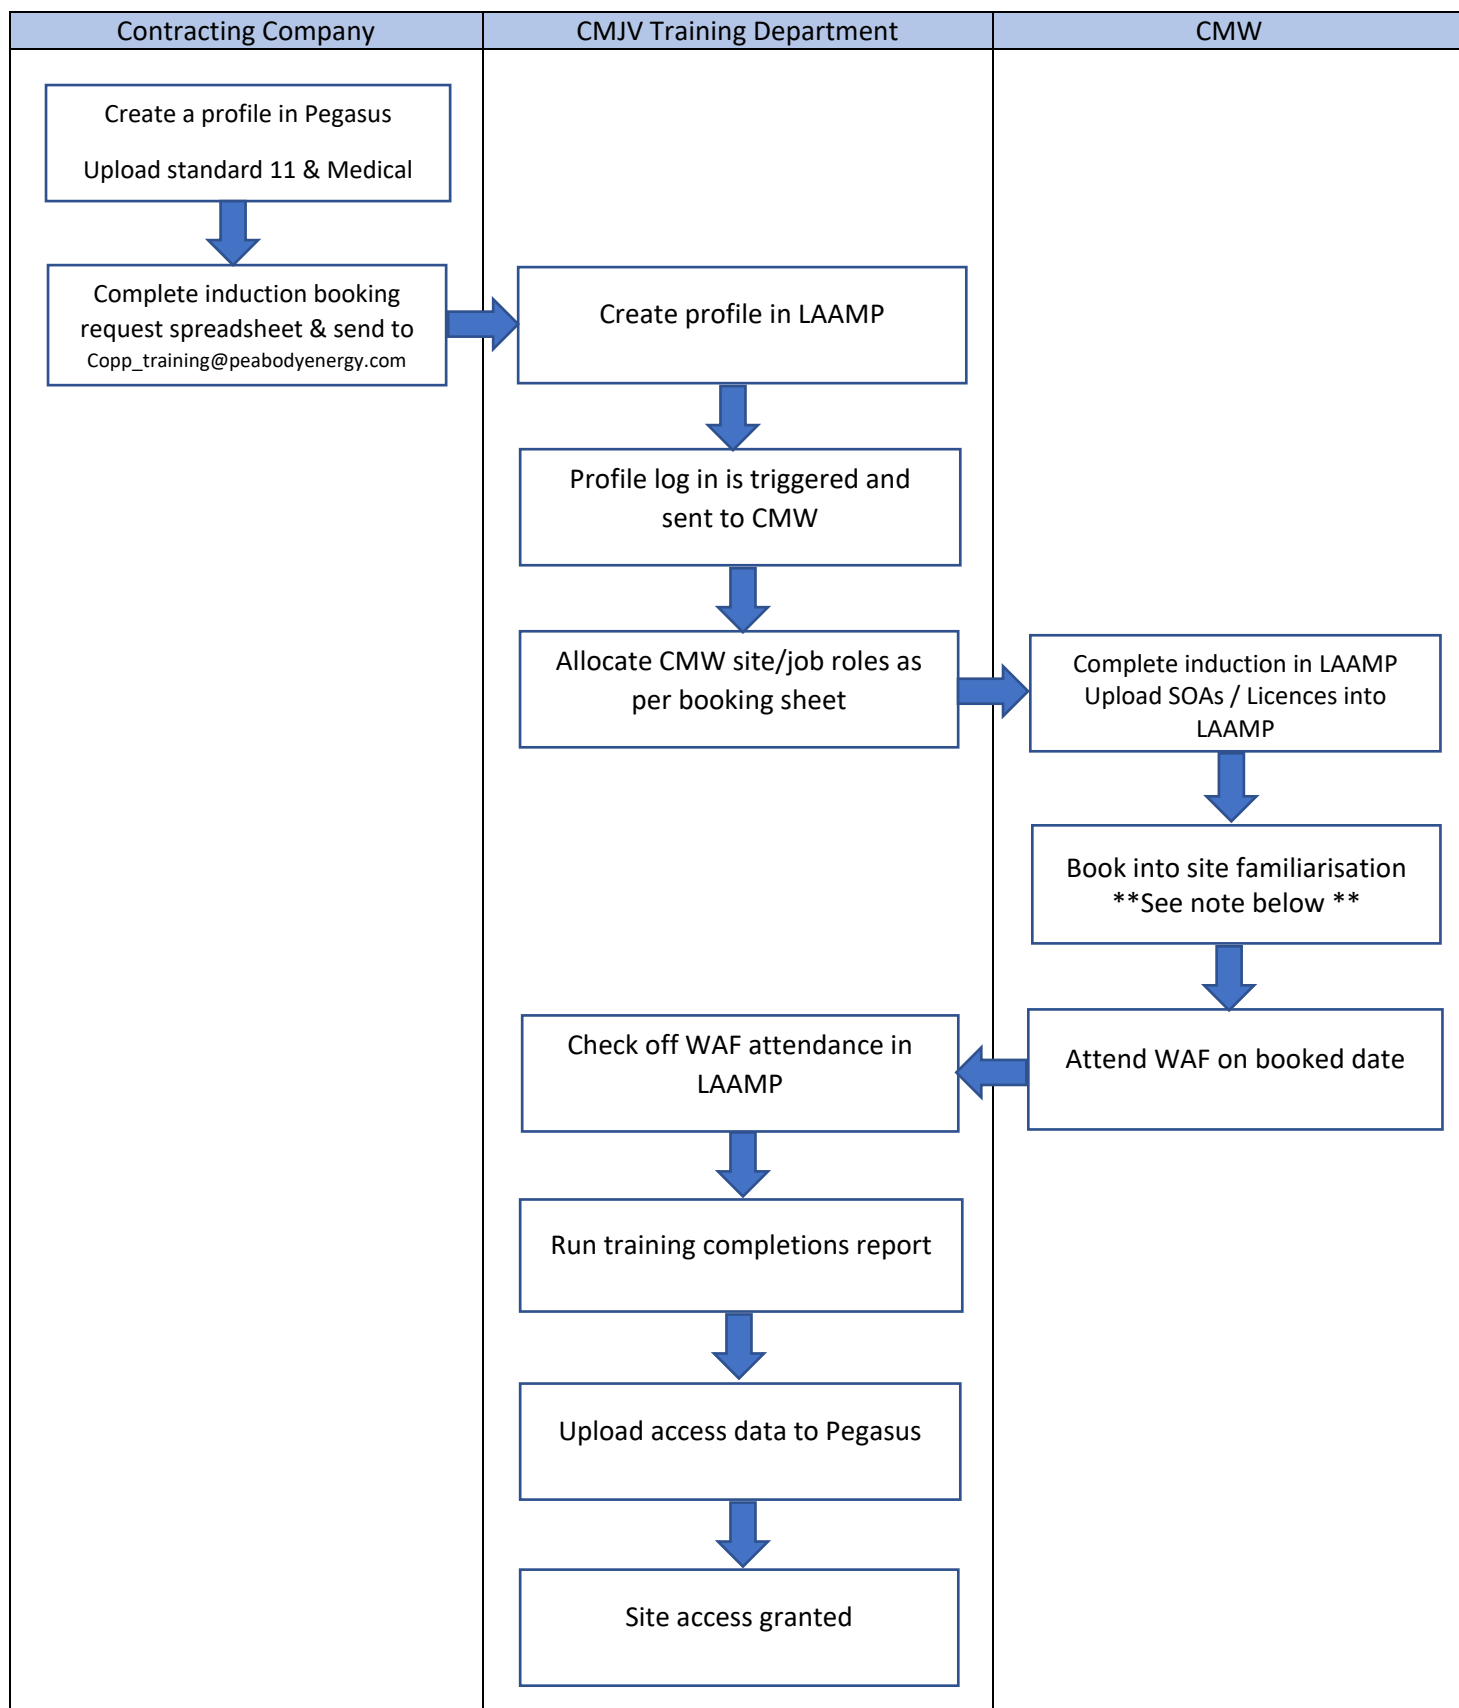 Contracting Company
CMJV Training Department
CMW
Create a profile in Pegasus
Upload standard 11 & Medical
Complete induction booking
request spreadsheet & send to
Copp_training@peabodyenergy.com
Create profile in LAAMP
Profile log in is triggered and
sent to CMW
Allocate CMW site/job roles as
per booking sheet
Complete induction in LAAMP
Upload SOAs / Licences into
LAAMP
Book into site familiarisation
**See note below **
Attend WAF on booked date
Check off WAF attendance in
LAAMP
Run training completions report
Upload access data to Pegasus
Site access granted